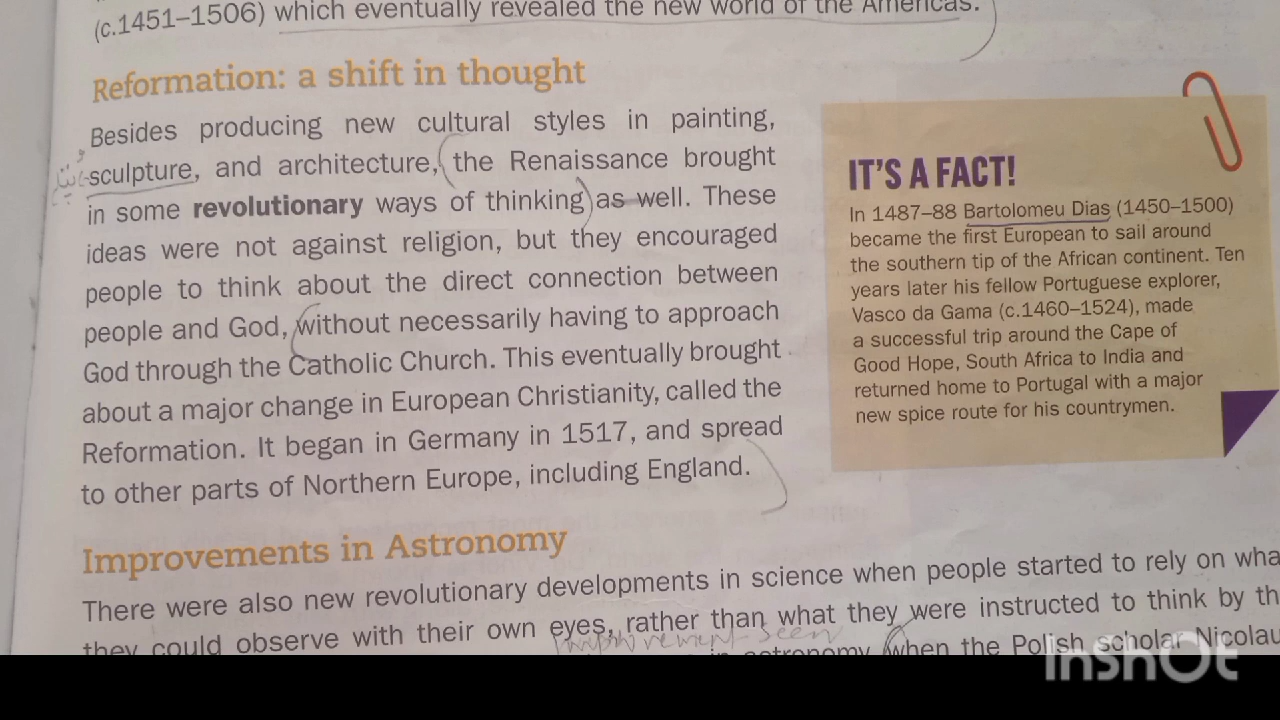 (c.1451–1506) which eventually revealed the new world of the Americas.
Reformation: a shift in thought
Besides producing new cultural styles in painting,
sculpture, and architecture, the Renaissance brought
in some revolutionary ways of thinking as well. These
ideas were not against religion, but they encouraged
people to think about the direct connection between
people and God, without necessarily having to approach
God through the Catholic Church. This eventually brought
about a major change in European Christianity, called the
Reformation. It began in Germany in 1517, and spread
to other parts of Northern Europe, including England.
IT'S A FACT!
In 1487–88 Bartolomeu Dias (1450–1500)
became the first European to sail around
the southern tip of the African continent. Ten
years later his fellow Portuguese explorer,
Vasco da Gama (c.1460–1524), made
a successful trip around the Cape of
Good Hope, South Africa to India and
returned home to Portugal with a major
new spice route for his countrymen.
Improvements in Astronomy
There were also new revolutionary developments in science when people started to rely on wha
they could observe with their own eyes, rather than what they were instructed to think by th
improvement seen
in astronomy when the Polish scholar Nicolau
InShOt